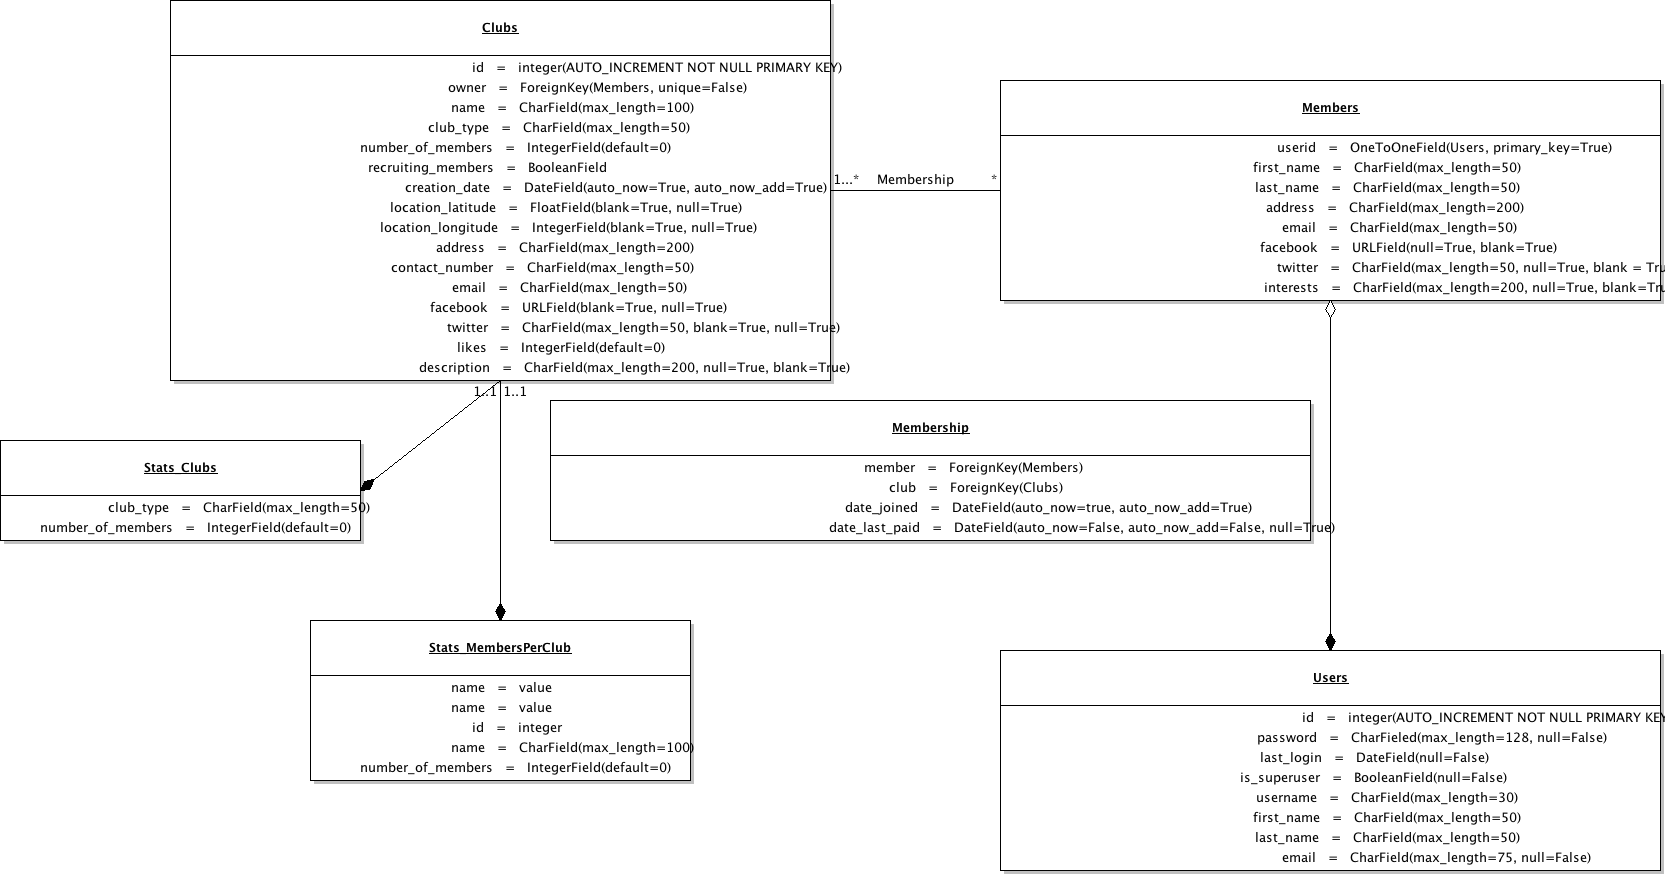 Clubs
id = integer(AUTO_INCREMENT NOT NULL PRIMARY KEY)
owner = ForeignKey(Members, unique=False)
name = CharField(max_length=100)
club_type = CharField(max_length=50)
number_of_members = IntegerField(default=0)
recruiting_members = BooleanField
creation_date = DateField(auto_now=True, auto_now_add=True)
location_latitude = FloatField(blank=True, null=True)
location_longitude = IntegerField(blank=True, null=True)
address = CharField(max_length=200)
contact_number = CharField(max_length=50)
email = CharField(max_length=50)
facebook = URLField(blank=True, null=True)
twitter = CharField(max_length=50, blank=True, null=True)
likes = IntegerField(default=0)
description = CharField(max_length=200, null=True, blank=True)
1...* Membership *
Members
userid = OneToOneField(Users, primary_key=True)
first_name = CharField(max_length=50)
last_name = CharField(max_length=50)
address = CharField(max_length=200)
email = CharField(max_length=50)
facebook = URLField(null=True, blank=True)
twitter = CharField(max_length=50, null=True, blank = Tru
interests = CharField(max_length=200, null=True, blank=Tru
1..1 1..1
Stats_Clubs
club_type = CarField(max_length=50)
number_of_members = IntegerField(default=0)
Membership
member = ForeignKey(Members)
club = ForeignKey(Clubs)
date_joined = DateField(auto_now=true, auto_now_add=True)
date_last_paid = DateField(auto_now=False, auto_now_add=False, null=True)
Stats_MembersPerClub
name = value
name = value
id = integer
name = CharField(max_length=100)
number_of_members = IntegerField(default=0)
Users
id = integer(AUTO_INCREMENT NOT NULL PRIMARY KEY
password = CharFieled(max_length=128, null=False)
last_login = DateField(null=False)
is_superuser = BooleanField(null=False)
username = CharField(max_length=30)
first_name = CharField(max_length=50)
last_name = CharField(max_length=50)
email = CharField(max_length=75, null=False)